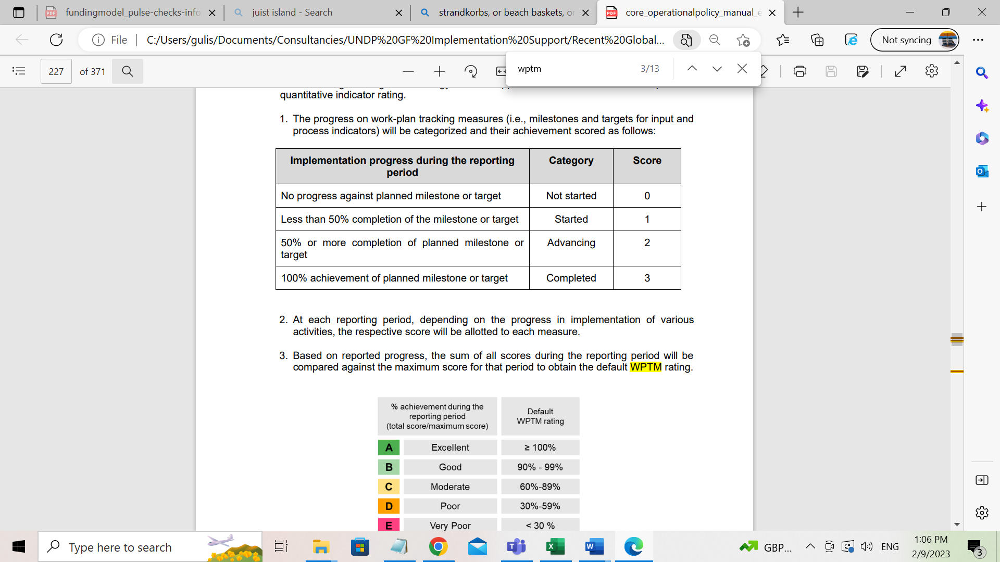 fundingmodel_pulse-checks-info
juist island - Search
strandkorbs, or beach baskets, or
core_operationalpolicy_manual_e
File
C:/Users/gulis/Documents/Consultancies/UNDP%20GF%20Implementation%20Support/Recent%20Global...
Not syncing
227 of 371
wptm 3/13
quantitative indicator rating.
1. The progress on work-plan tracking measures (i.e., milestones and targets for input and
process indicators) will be categorized and their achievement scored as follows:
Implementation progress during the reporting
period
Category
Score
No progress against planned milestone or target Not started 0
Less than 50% completion of the milestone or target Started 1
50% or more completion of planned milestone or
target
Advancing 2
100% achievement of planned milestone or target Completed 3
2. At each reporting period, depending on the progress in implementation of various
activities, the respective score will be allotted to each measure.
3. Based on reported progress, the sum of all scores during the reporting period will be
compared against the maximum score for that period to obtain the default WPTM rating.
% achievement during the
reporting period
(total score/maximum score)
Default
WPTM rating
A Excellent ≥ 100%
B Good 90% - 99%
C Moderate 60%-89%
D Poor 30%-59%
E Very Poor < 30 %
Type here to search
GBP...
ENG
1:06 PM
2/9/2023
3